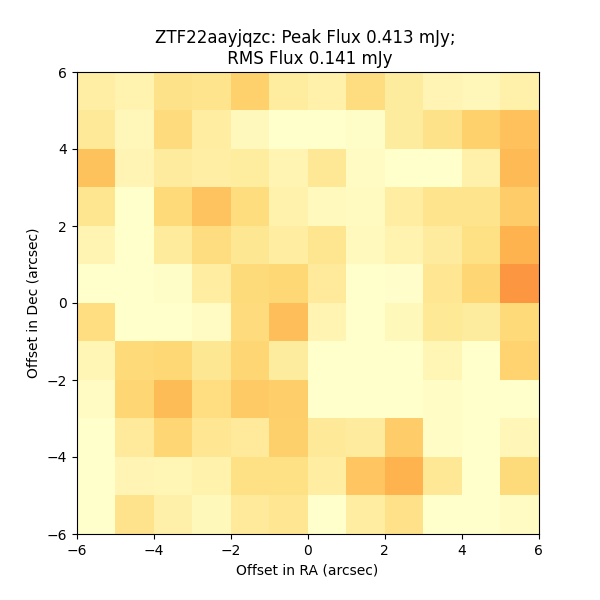 ZTF22aayjqzc: Peak Flux 0.413 mJy;
RMS Flux 0.141 mJy
6
4
2
0
−2
−4
−6
Offset in Dec (arcsec)
−6 −4 −2 0 2 4 6
Offset in RA (arcsec)